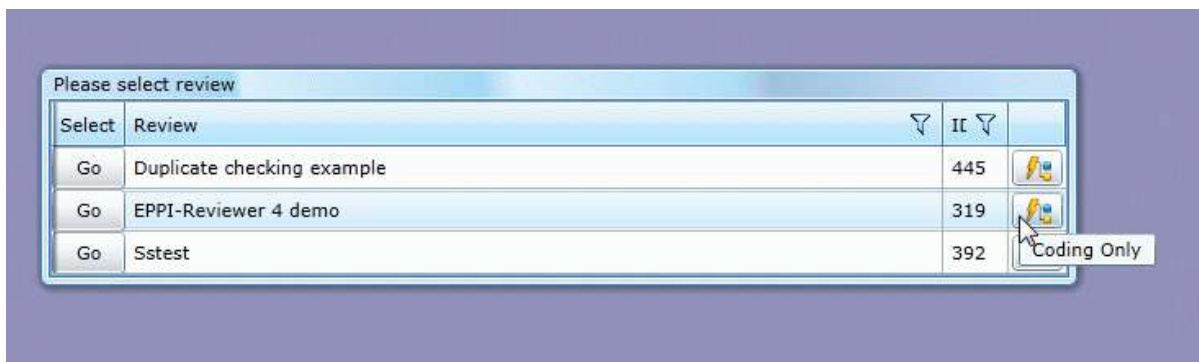 Please select review
Select Review ID
Go Duplicate checking example 445
Go EPPI-Reviewer 4 demo 319
Go Sstest 392
Coding Only